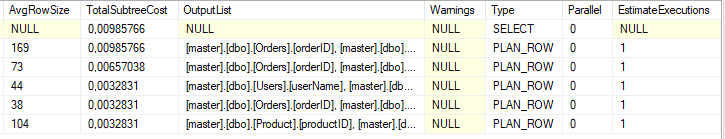 AvgRowSize TotalSubtreeCost OutputList Warnings Type Parallel EstimateExecutions
NULL 0,00985766 NULL NULL SELECT 0 NULL
169 0,00985766 [master].[dbo].[Orders].[orderID], [master].[dbo].... NULL PLAN_ROW 0 1
73 0,00657038 [master].[dbo].[Orders].[orderID], [master].[dbo].... NULL PLAN_ROW 0 1
44 0,0032831 [master].[dbo].[Users].[userName], [master].[db... NULL PLAN_ROW 0 1
38 0,0032831 [master].[dbo].[Orders].[orderID], [master].[dbo].... NULL PLAN_ROW 0 1
104 0,0032831 [master].[dbo].[Product].[productID], [master].[d... NULL PLAN_ROW 0 1